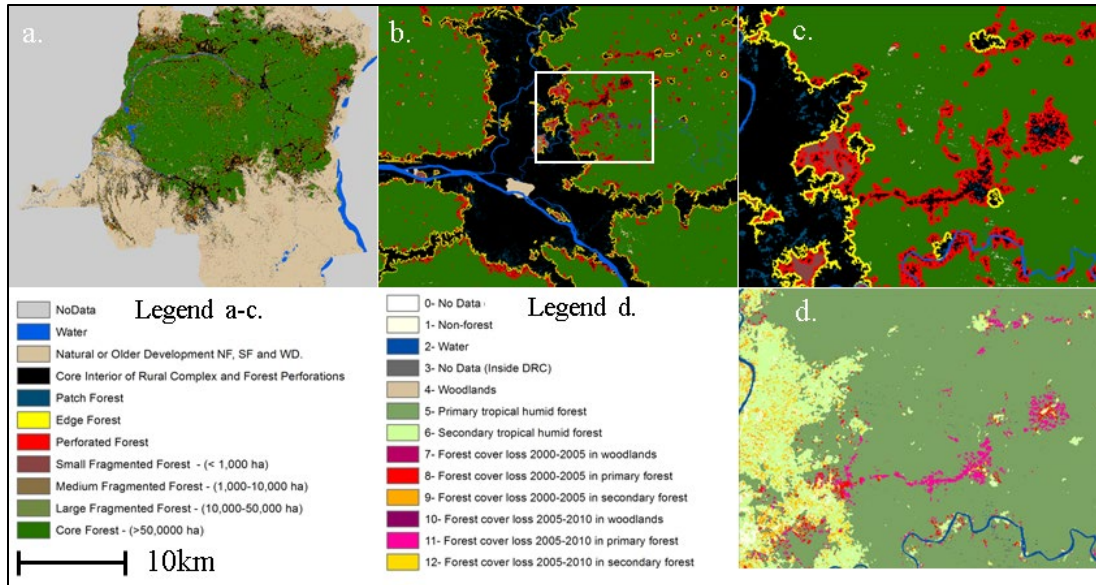 a.
b.
c.
Legend a-c.
NoData
Water
Natural or Older Development NF, SF and WD.
Core Interior of Rural Complex and Forest Perforations
Patch Forest
Edge Forest
Perforated Forest
Small Fragmented Forest - (< 1,000 ha)
Medium Fragmented Forest - (1,000-10,000 ha)
Large Fragmented Forest - (10,000-50,000 ha)
Core Forest - (>50,0000 ha)
10km
Legend d.
0- No Data
1- Non-forest
2- Water
3- No Data (Inside DRC)
4- Woodlands
5- Primary tropical humid forest
6- Secondary tropical humid forest
7- Forest cover loss 2000-2005 in woodlands
8- Forest cover loss 2000-2005 in primary forest
9- Forest cover loss 2000-2005 in secondary forest
10- Forest cover loss 2005-2010 in woodlands
11- Forest cover loss 2005-2010 in primary forest
12- Forest cover loss 2005-2010 in secondary forest
d.